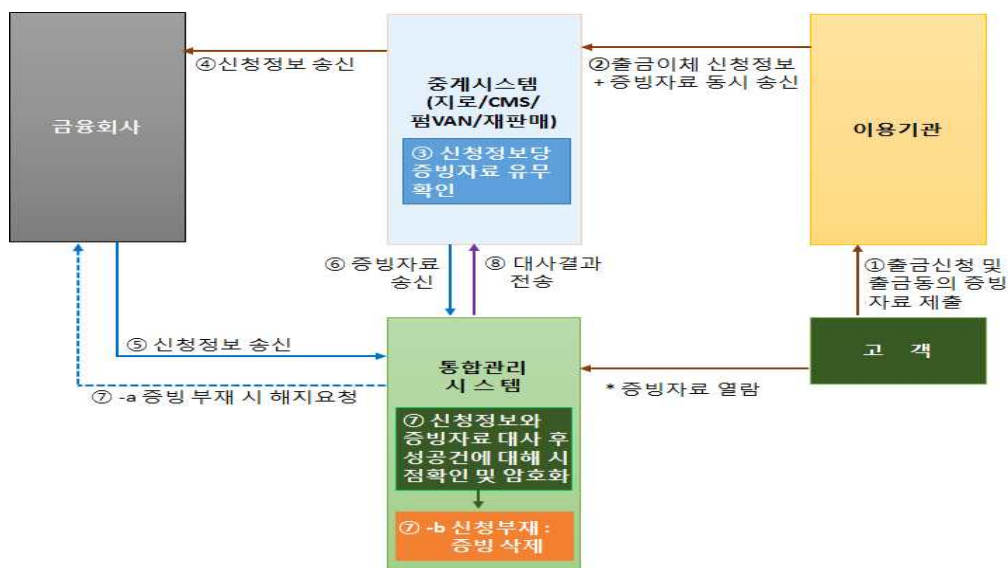 ④신청정보 송신
금융회사
중계시스템
(지로/CMS/
펌VAN/재판매)
③ 신청정보당
증빙자료 유무
확인
②출금이체 신청정보
+ 증빙자료 동시 송신
이용기관
⑥ 증빙자료
송신
⑧ 대사결과
전송
①출금신청 및
출금동의 증빙
자료 제출
⑤ 신청정보 송신
⑦ -a 증빙 부재 시 해지요청
통합관리
시 스 템
⑦ 신청정보와
증빙자료 대사 후
성공건에 대해 시
점확인 및 암호화
⑦ -b 신청부재 :
증빙 삭제
고 객
* 증빙자료 열람